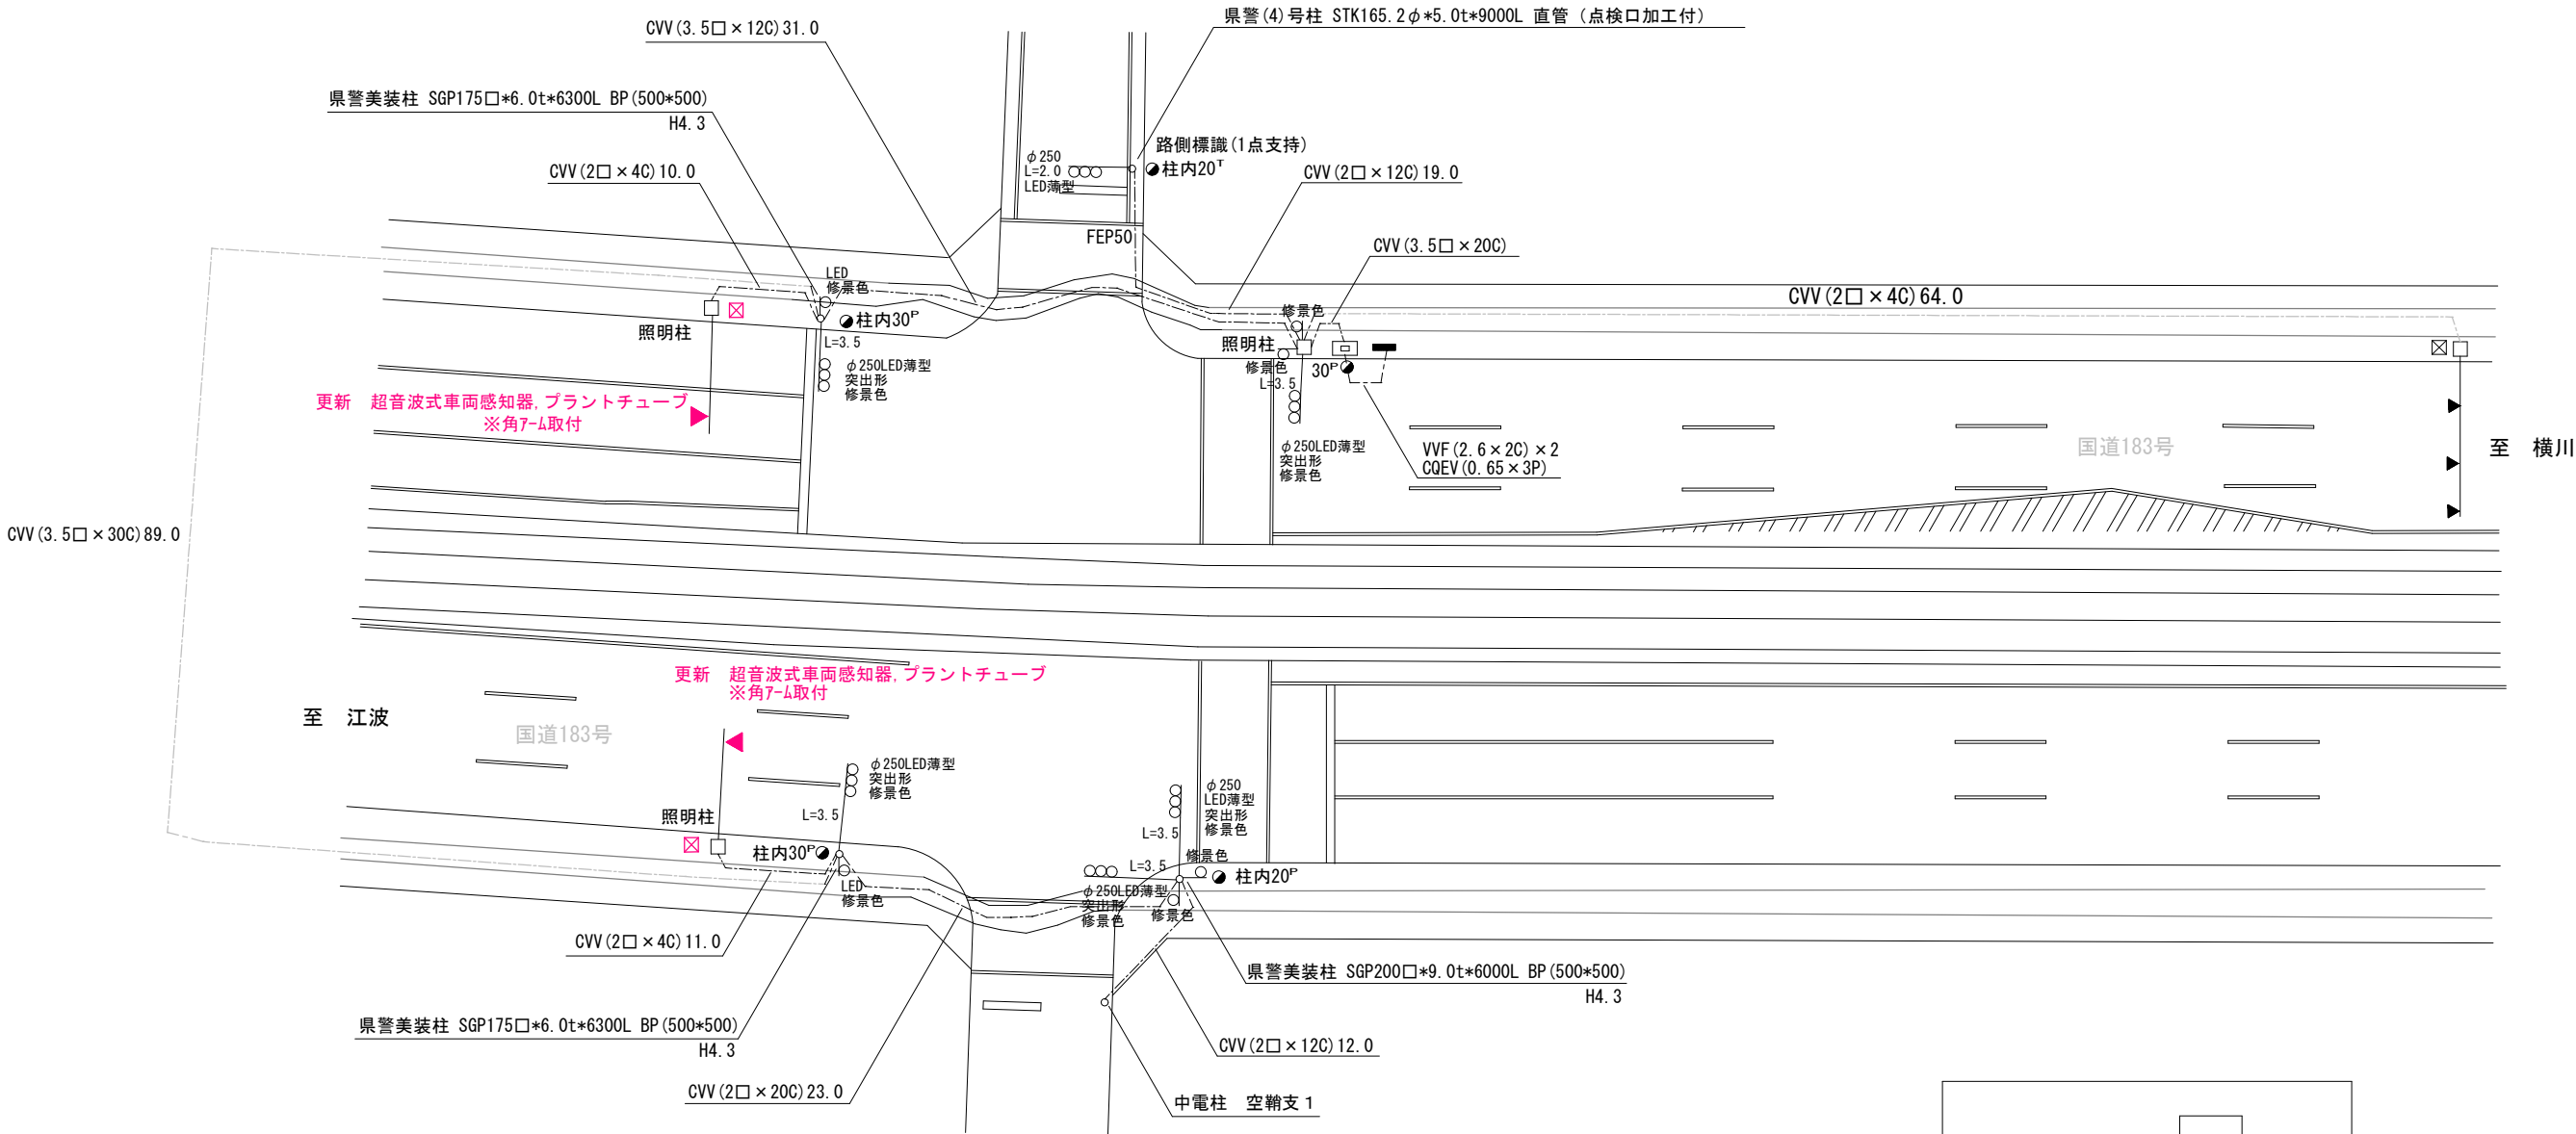 県警(4)号柱 STK165.2φ*5.0t*9000L 直管（点検口加工付）
CVV(3.5□×12C)31.0
県警美装柱 SGP175□*6.0t*6300L BP(500*500)
H4.3
路側標識(1点支持)
φ250
L=2.0
LED薄型
柱内20T
CVV(2□×4C)10.0
CVV(2□×12C)19.0
FEP50
CVV(3.5□×20C)
LED
修景色
CVV(2□×4C)64.0
修景色
柱内30P
照明柱
L=3.5
照明柱
修景色
L=3.5
30P
φ250LED薄型
突出形
修景色
更新　超音波式車両感知器,プラントチューブ
※角ｱｰﾑ取付
φ250LED薄型
突出形
修景色
VVF(2.6×2C)×2
CQEV(0.65×3P)
国道183号
至　横川
CVV(3.5□×30C)89.0
更新　超音波式車両感知器,プラントチューブ
※角ｱｰﾑ取付
至　江波
国道183号
φ250LED薄型
突出形
修景色
φ250
LED薄型
突出形
修景色
照明柱
L=3.5
L=3.5
柱内30P
修景色
L=3.5
柱内20P
LED
修景色
φ250LED薄型
突出形
修景色
修景色
CVV(2□×4C)11.0
県警美装柱 SGP200□*9.0t*6000L BP(500*500)
H4.3
県警美装柱 SGP175□*6.0t*6300L BP(500*500)
H4.3
CVV(2□×12C)12.0
CVV(2□×20C)23.0
中電柱　空鞘支１